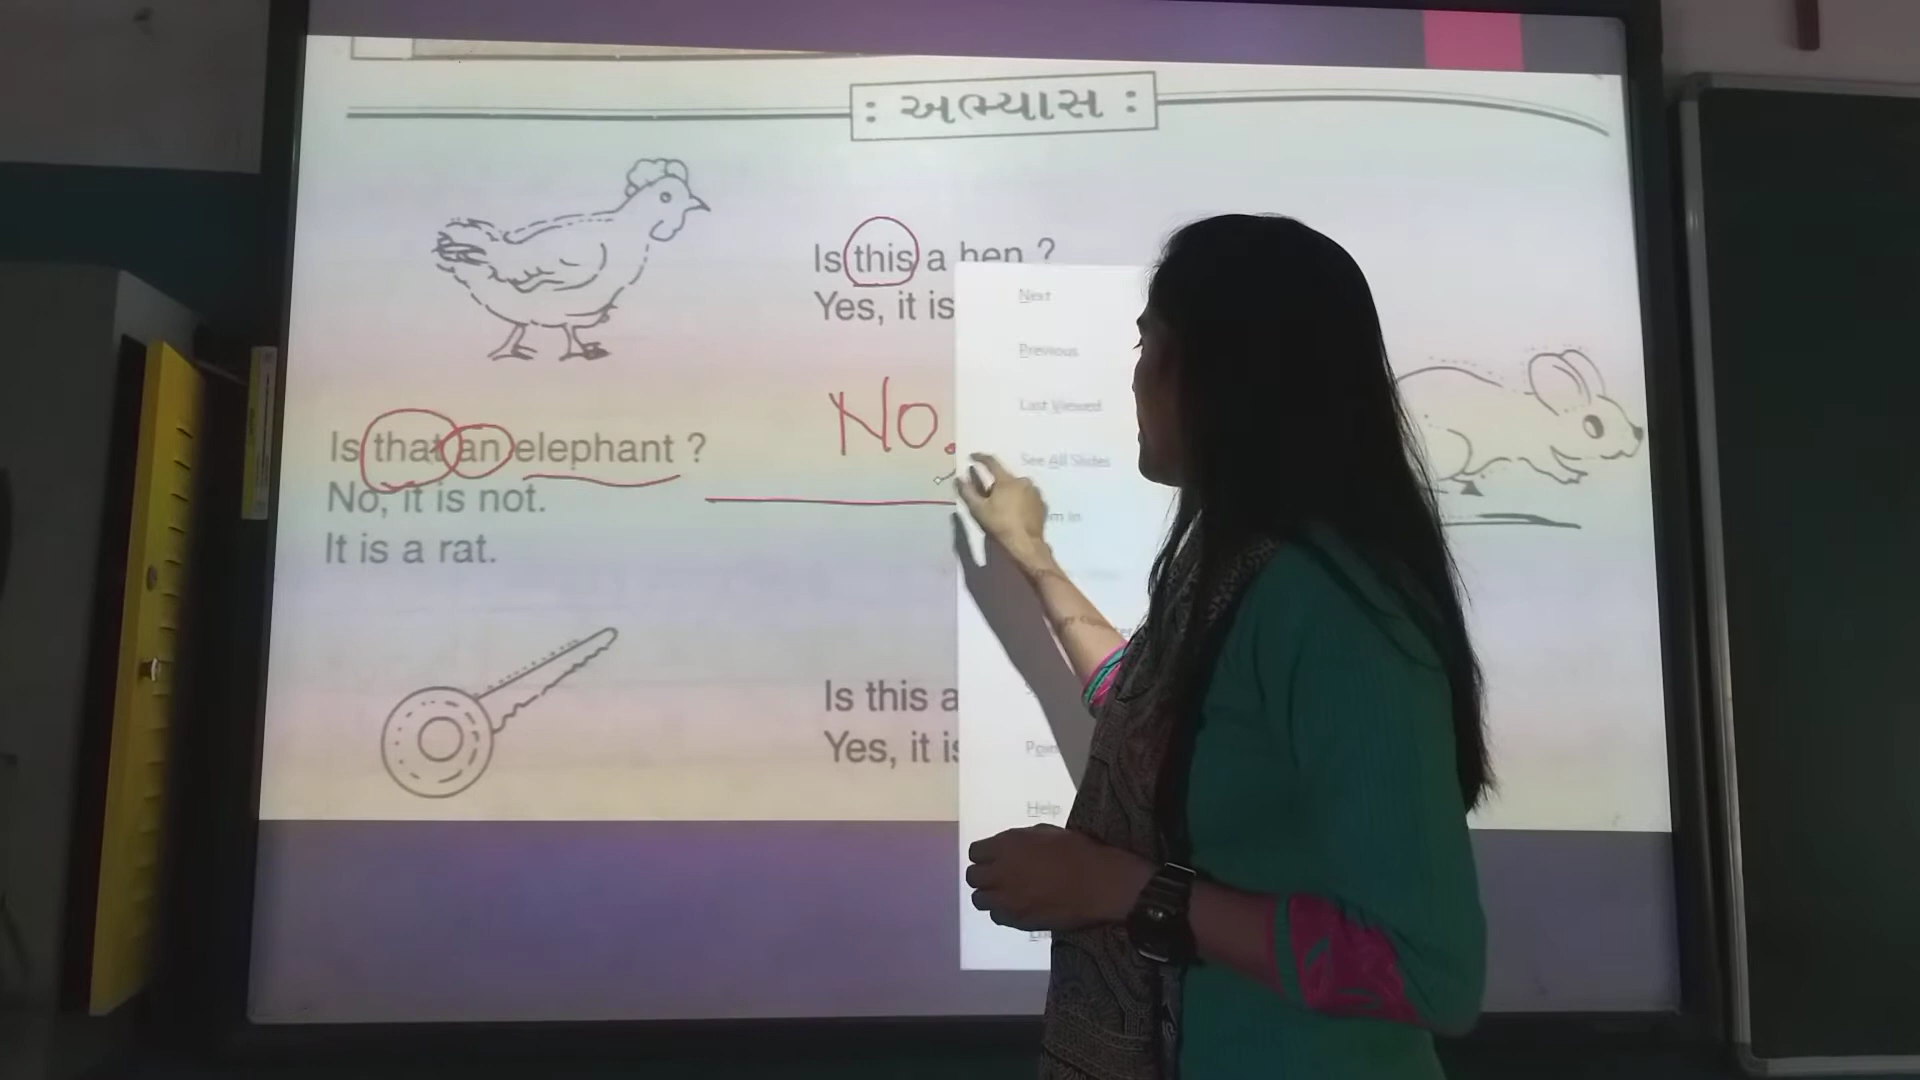 : અભ્યાસ :
Is this a hen ?
Yes, it is
Next
Previous
Last Viewed
See All Slides
No.
Is that an elephant ?
No, it is not.
It is a rat.
Is this a
Yes, it is
Help